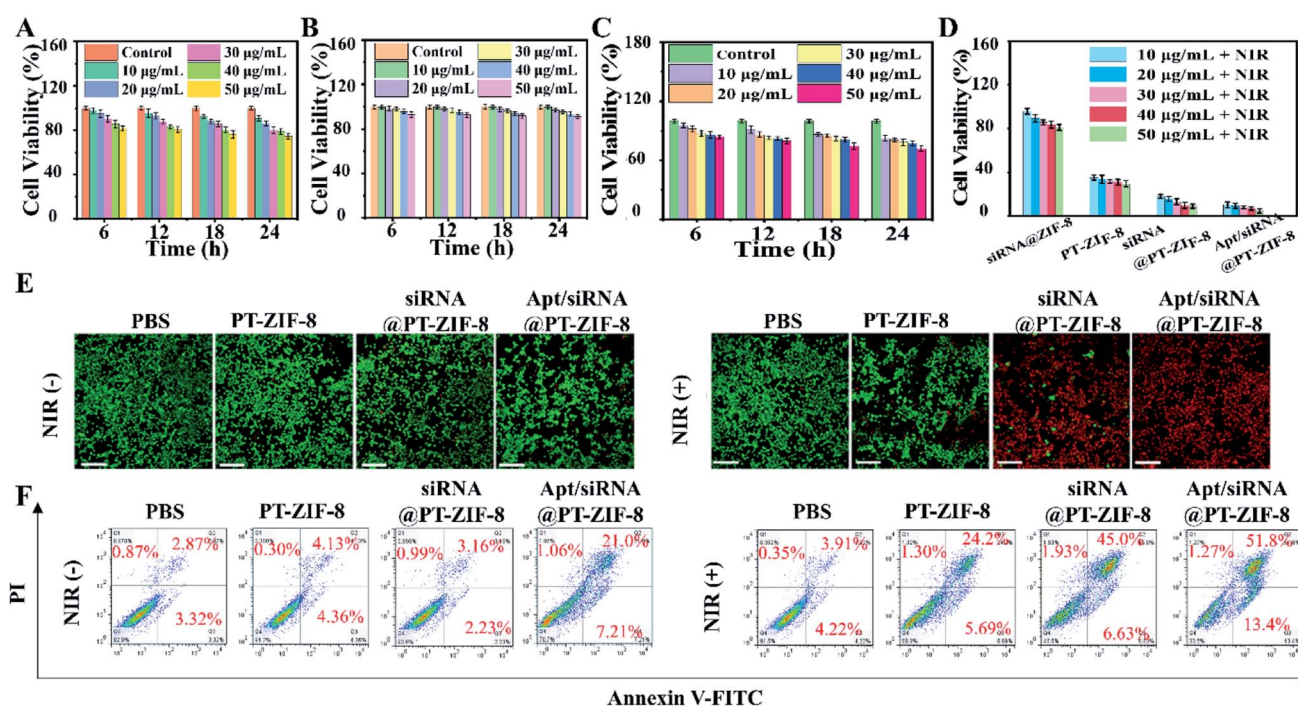 A
Cell Viability (%)
160
120
80
40
0
Control
10 µg/mL
20 µg/mL
30 µg/mL
40 µg/mL
50 µg/mL
6 12 18 24
Time (h)
B
Cell Viability (%)
160
120
80
40
0
Control
10 µg/mL
20 µg/mL
30 µg/mL
40 µg/mL
50 µg/mL
6 12 18 24
Time (h)
C
Cell Viability (%)
180
120
60
0
Control
10 µg/mL
20 µg/mL
30 µg/mL
40 µg/mL
50 µg/mL
6 12 18 24
Time (h)
D
Cell Viability (%)
160
120
80
40
0
10 µg/mL + NIR
20 µg/mL + NIR
30 µg/mL + NIR
40 µg/mL + NIR
50 µg/mL + NIR
siRNA@ZIF-8
PT-ZIF-8
siRNA
@PT-ZIF-8
Apt/siRNA
@PT-ZIF-8
E
NIR (-)
PBS
PT-ZIF-8
siRNA
@PT-ZIF-8
Apt/siRNA
@PT-ZIF-8
NIR (+)
PBS
PT-ZIF-8
siRNA
@PT-ZIF-8
Apt/siRNA
@PT-ZIF-8
F
PI
NIR (-)
PBS
0.87% 2.87%
3.32%
PT-ZIF-8
0.30% 4.13%
4.36%
siRNA
@PT-ZIF-8
0.99% 3.16%
2.23%
Apt/siRNA
@PT-ZIF-8
1.06% 21.0%
7.21%
NIR (+)
PBS
0.35% 3.91%
4.22%
PT-ZIF-8
1.30% 24.2%
5.69%
siRNA
@PT-ZIF-8
1.93% 45.0%
6.63%
Apt/siRNA
@PT-ZIF-8
1.27% 51.8%
13.4%
Annexin V-FITC